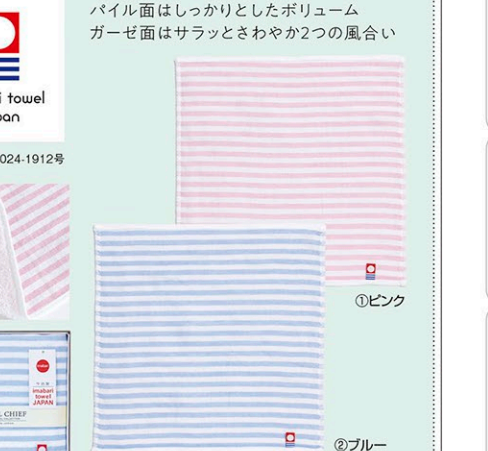 パイル面はしっかりとしたボリューム
ガーゼ面はサラッとさわやか2つの風合い
towel
024-1912号
①ピンク
imabari
towel
JAPAN
CHIEF
②ブルー